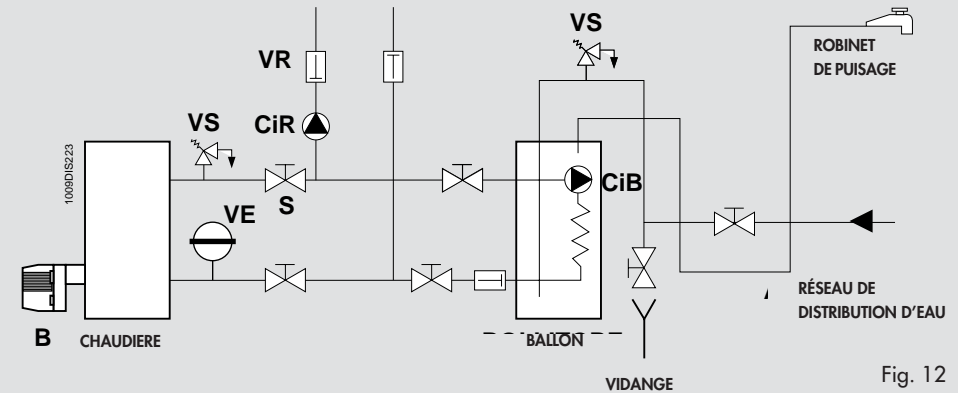 VS
ROBINET
DE PUISAGE
VR
CiR
VS
1009DIS223
CiB
S
VE
RÉSEAU DE
DISTRIBUTION D'EAU
B
CHAUDIERE
BALLON
VIDANGE
Fig. 12